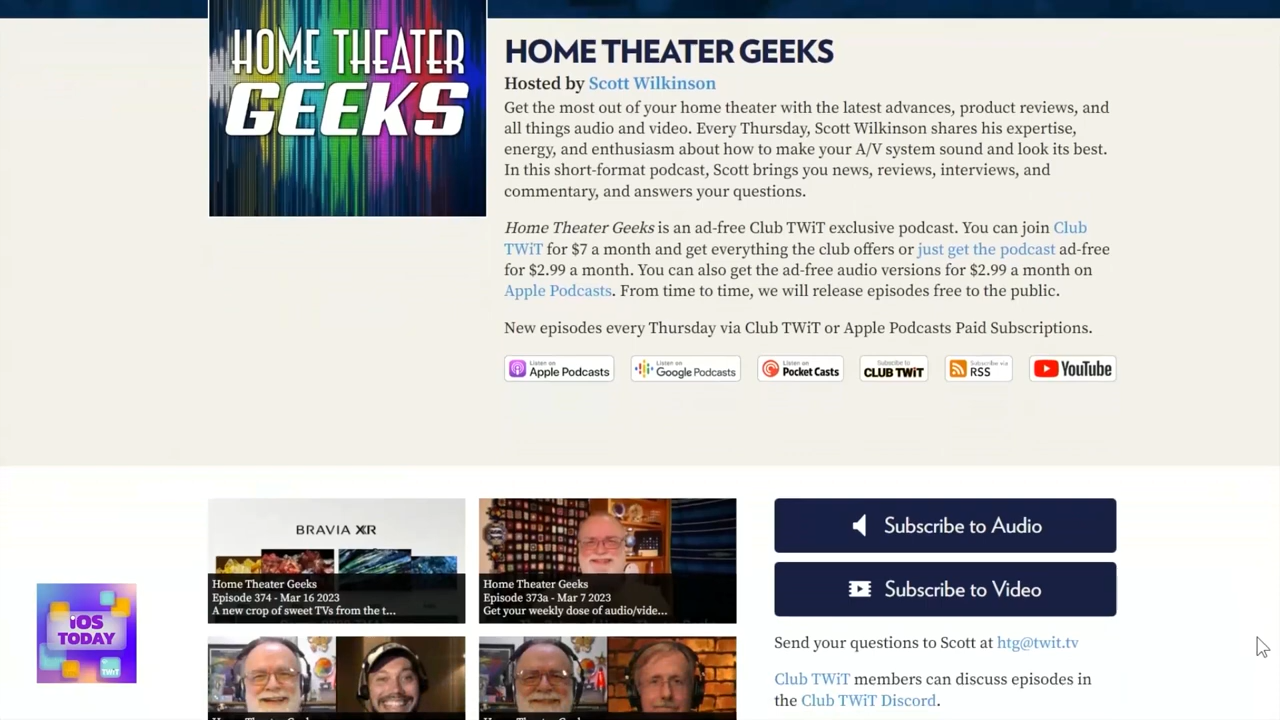 HOME THEATER
GEEKS
HOME THEATER GEEKS
Hosted by Scott Wilkinson
Get the most out of your home theater with the latest advances, product reviews, and
all things audio and video. Every Thursday, Scott Wilkinson shares his expertise,
energy, and enthusiasm about how to make your A/V system sound and look its best.
In this short-format podcast, Scott brings you news, reviews, interviews, and
commentary, and answers your questions.
Home Theater Geeks is an ad-free Club TWiT exclusive podcast. You can join Club
TWiT for $7 a month and get everything the club offers or just get the podcast ad-free
for $2.99 a month. You can also get the ad-free audio versions for $2.99 a month on
Apple Podcasts. From time to time, we will release episodes free to the public.
New episodes every Thursday via Club TWiT or Apple Podcasts Paid Subscriptions.
Listen on
Apple Podcasts
Listen on
Google Podcasts
Listen on
Pocket Casts
Subscribe to
CLUB TWiT
Subscribe via
RSS
YouTube
BRAVIA XR
Home Theater Geeks
Episode 374 - Mar 16 2023
A new crop of sweet TVs from the t...
Home Theater Geeks
Episode 373a - Mar 7 2023
Get your weekly dose of audio/vide...
Subscribe to Audio
Subscribe to Video
Send your questions to Scott at htg@twit.tv
Club TWiT members can discuss episodes in
the Club TWiT Discord.
iOS
TODAY
TWiT